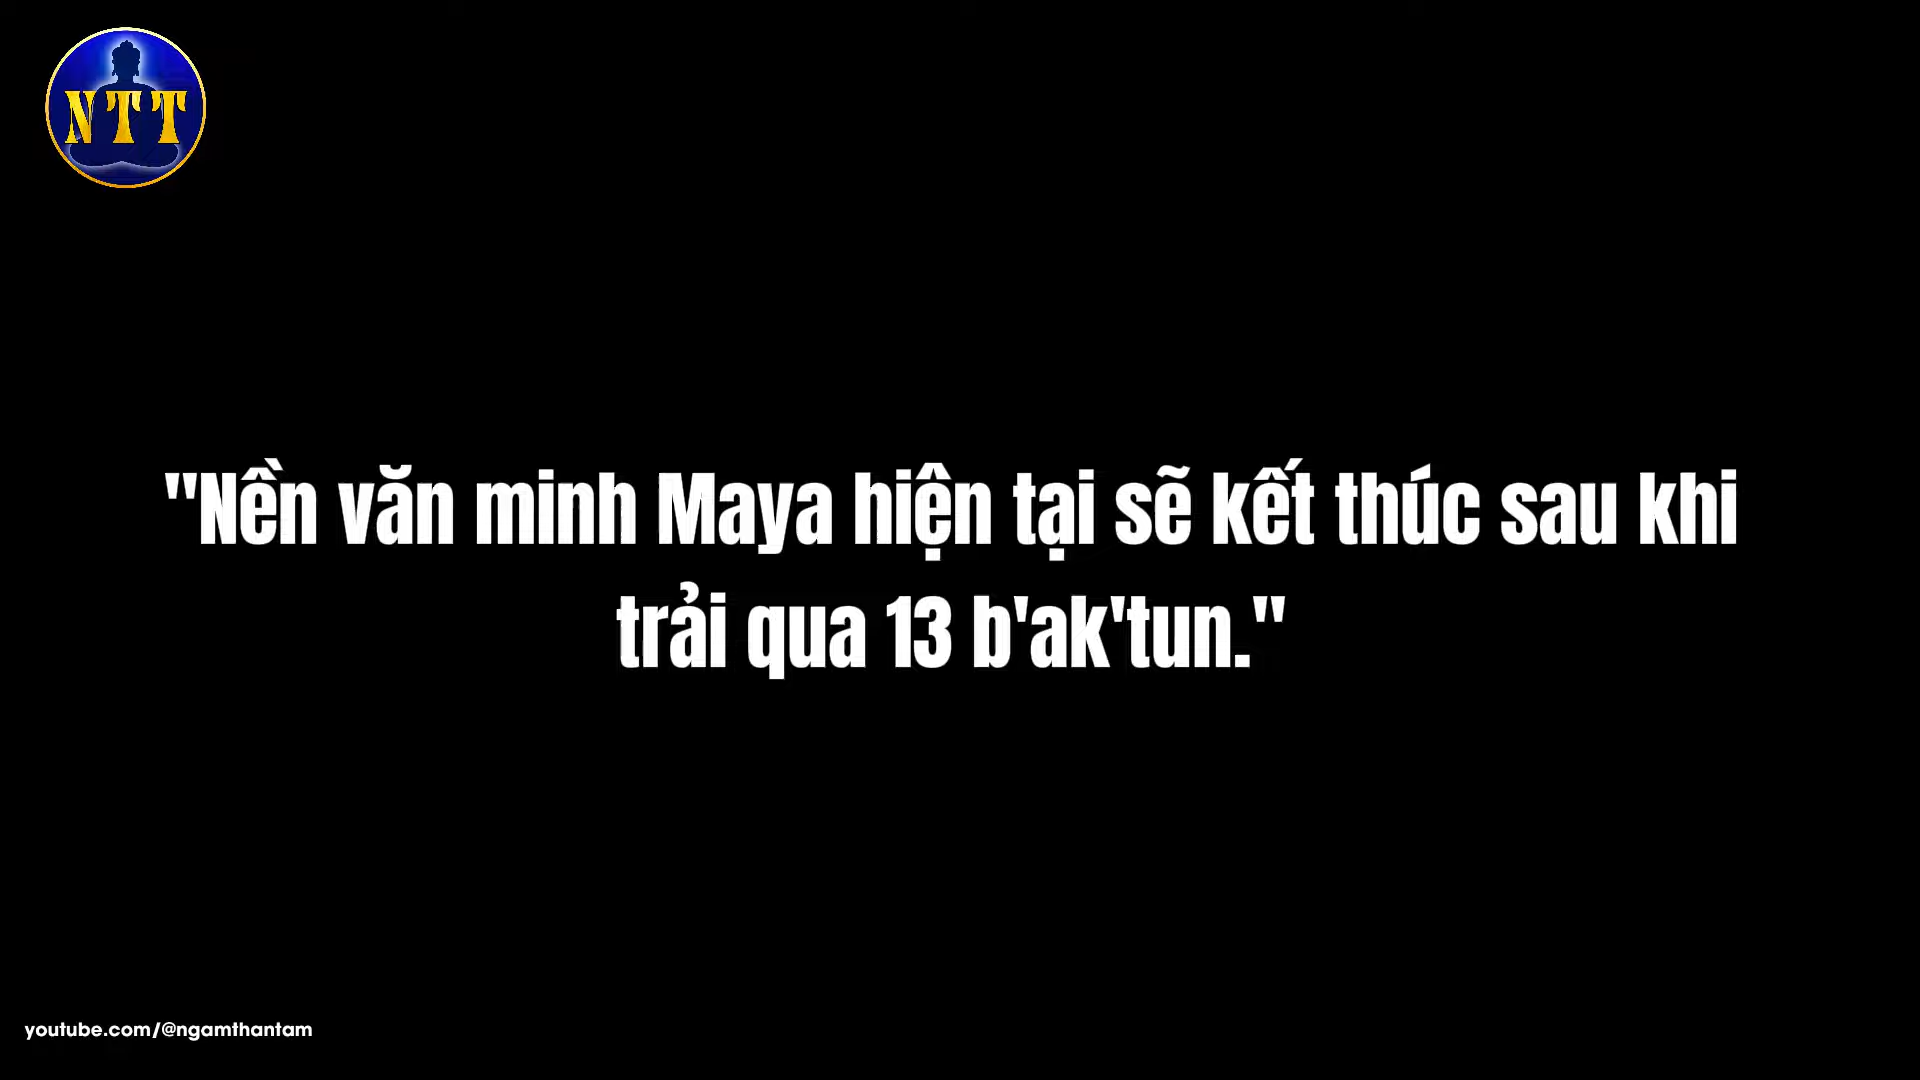 NTT
"Nền văn minh Maya hiện tại sẽ kết thúc sau khi
trải qua 13 b'ak'tun."
youtube.com/@ngamthantam